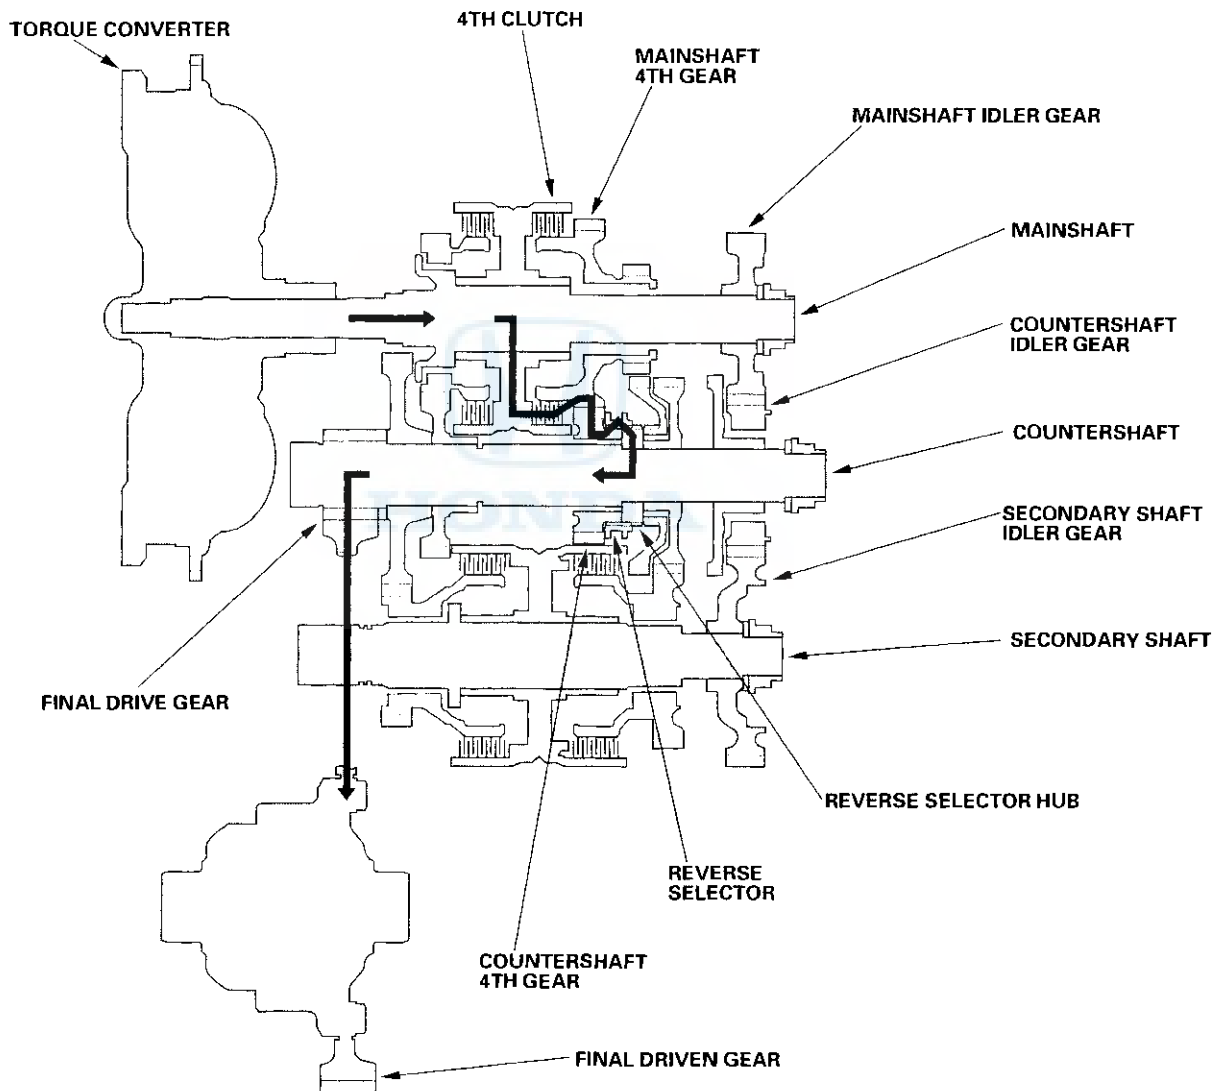 TORQUE CONVERTER
4TH CLUTCH
MAINSHAFT
4TH GEAR
MAINSHAFT IDLER GEAR
MAINSHAFT
COUNTERSHAFT
IDLER GEAR
COUNTERSHAFT
HONDA
SECONDARY SHAFT
IDLER GEAR
SECONDARY SHAFT
FINAL DRIVE GEAR
REVERSE SELECTOR HUB
REVERSE
SELECTOR
COUNTERSHAFT
4TH GEAR
FINAL DRIVEN GEAR